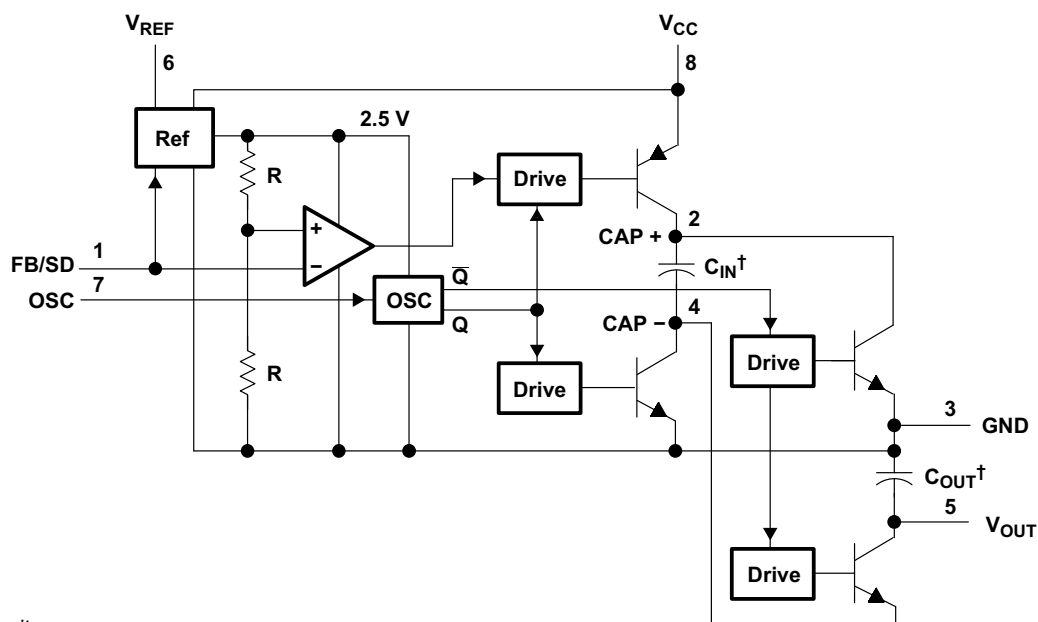 VREF
VCC
6
8
2.5 V
Ref
R
Drive
2
CAP +
CIN†
1
FB/SD
7
OSC
+
−
OSC
Q̅
Q
4
CAP −
R
Drive
Drive
3
GND
COUT†
5
VOUT
Drive